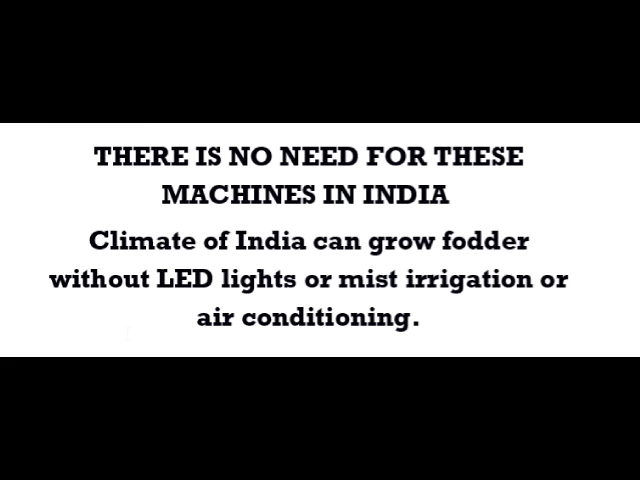 THERE IS NO NEED FOR THESE
MACHINES IN INDIA
Climate of India can grow fodder
without LED lights or mist irrigation or
air conditioning.